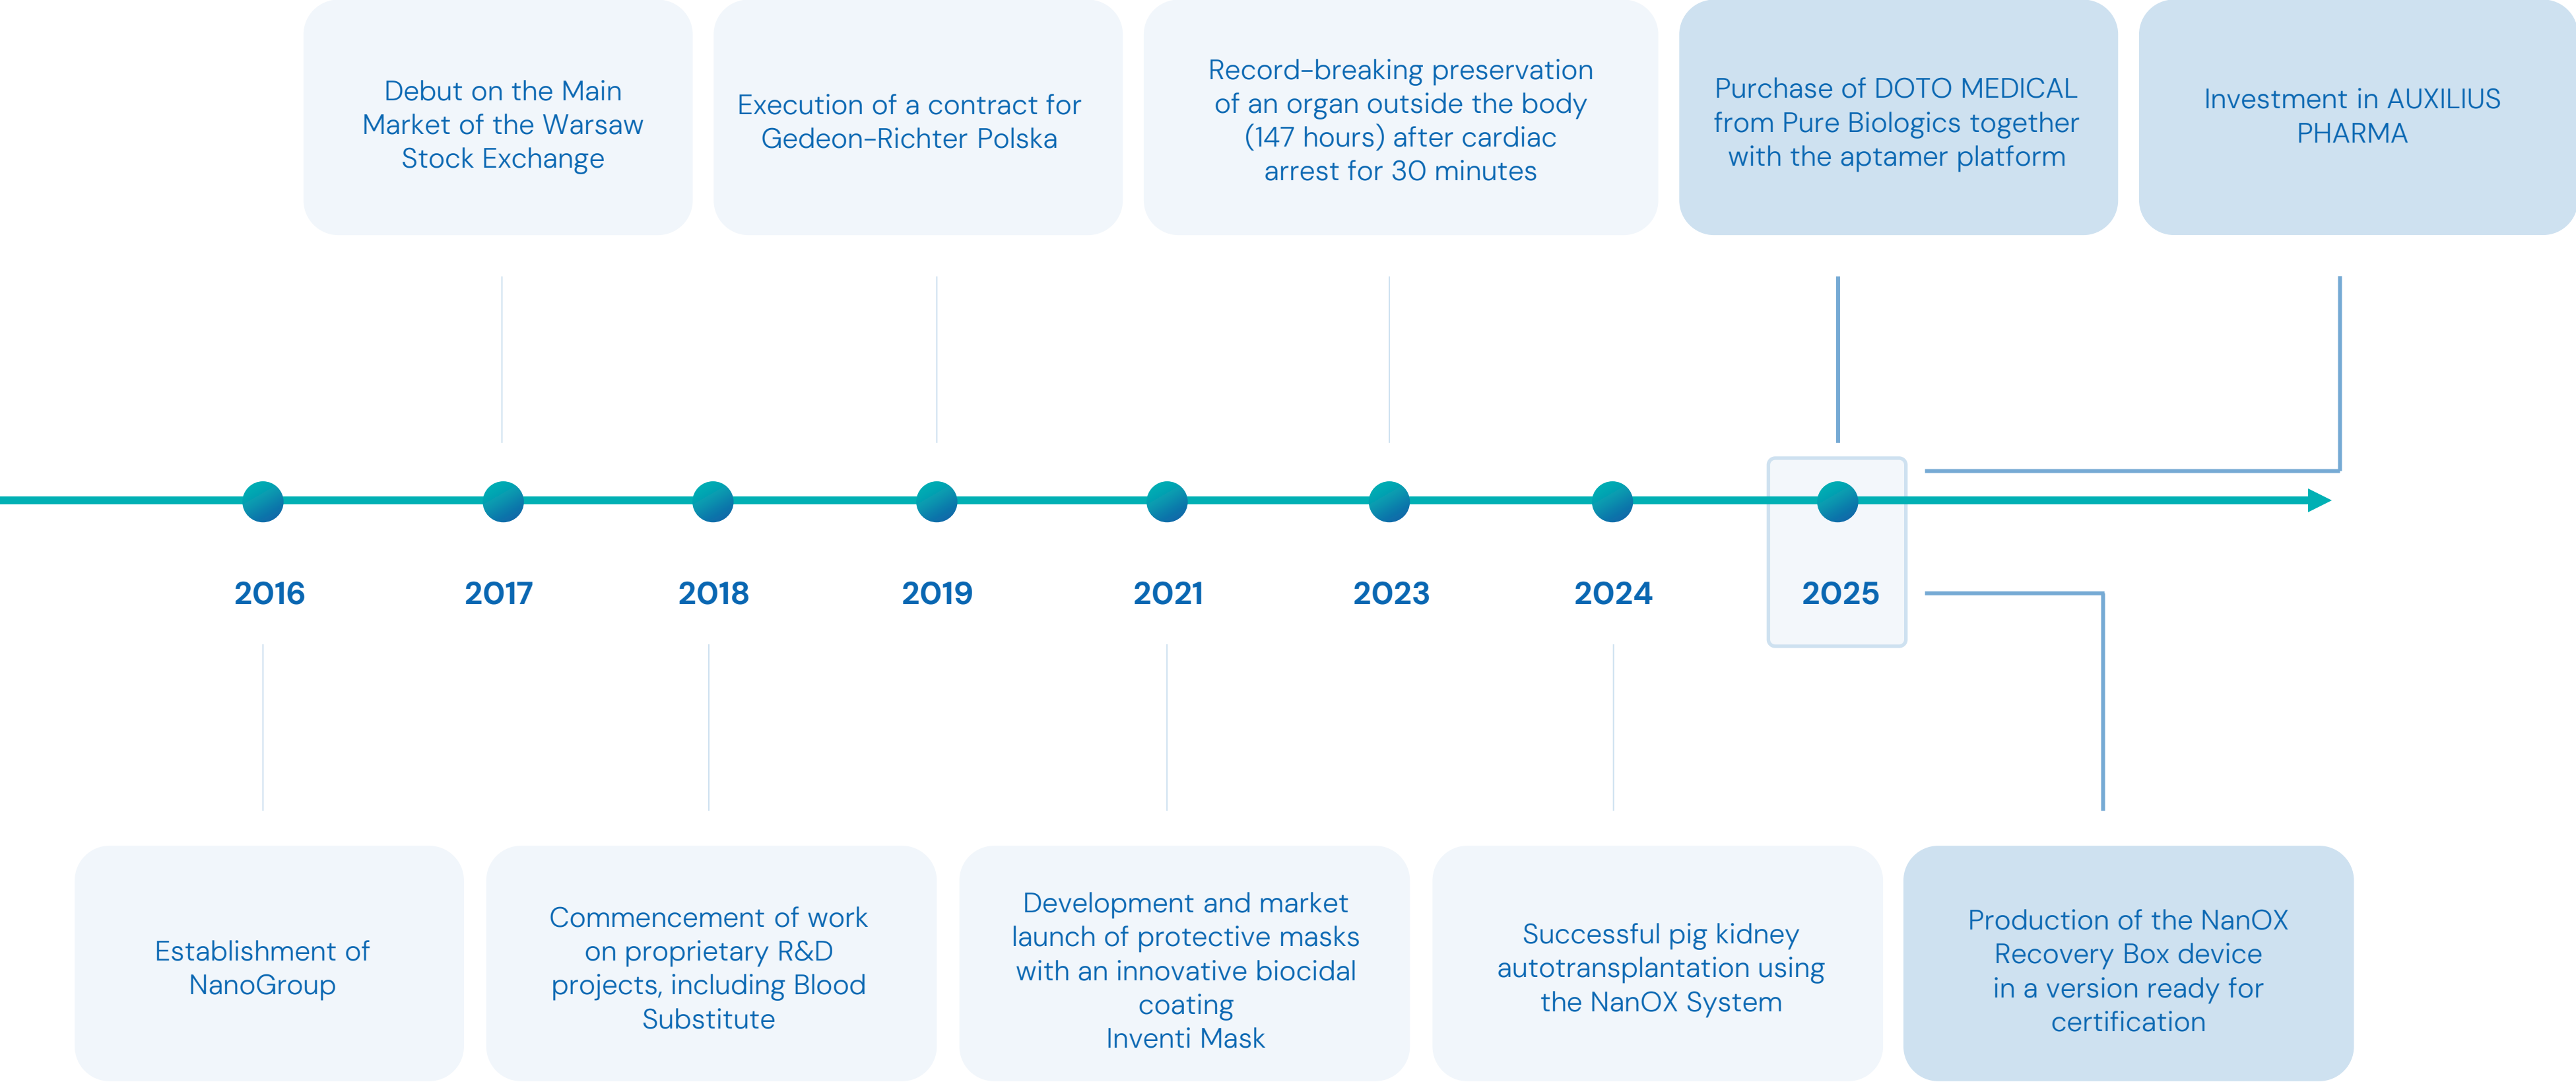 Debut on the Main
Market of the Warsaw
Stock Exchange
Execution of a contract for
Gedeon-Richter Polska
Record-breaking preservation
of an organ outside the body
(147 hours) after cardiac
arrest for 30 minutes
Purchase of DOTO MEDICAL
from Pure Biologics together
with the aptamer platform
Investment in AUXILIUS
PHARMA
2016
2017
2018
2019
2021
2023
2024
2025
Establishment of
NanoGroup
Commencement of work
on proprietary R&D
projects, including Blood
Substitute
Development and market
launch of protective masks
with an innovative biocidal
coating
Inventi Mask
Successful pig kidney
autotransplantation using
the NanOX System
Production of the NanOX
Recovery Box device
in a version ready for
certification